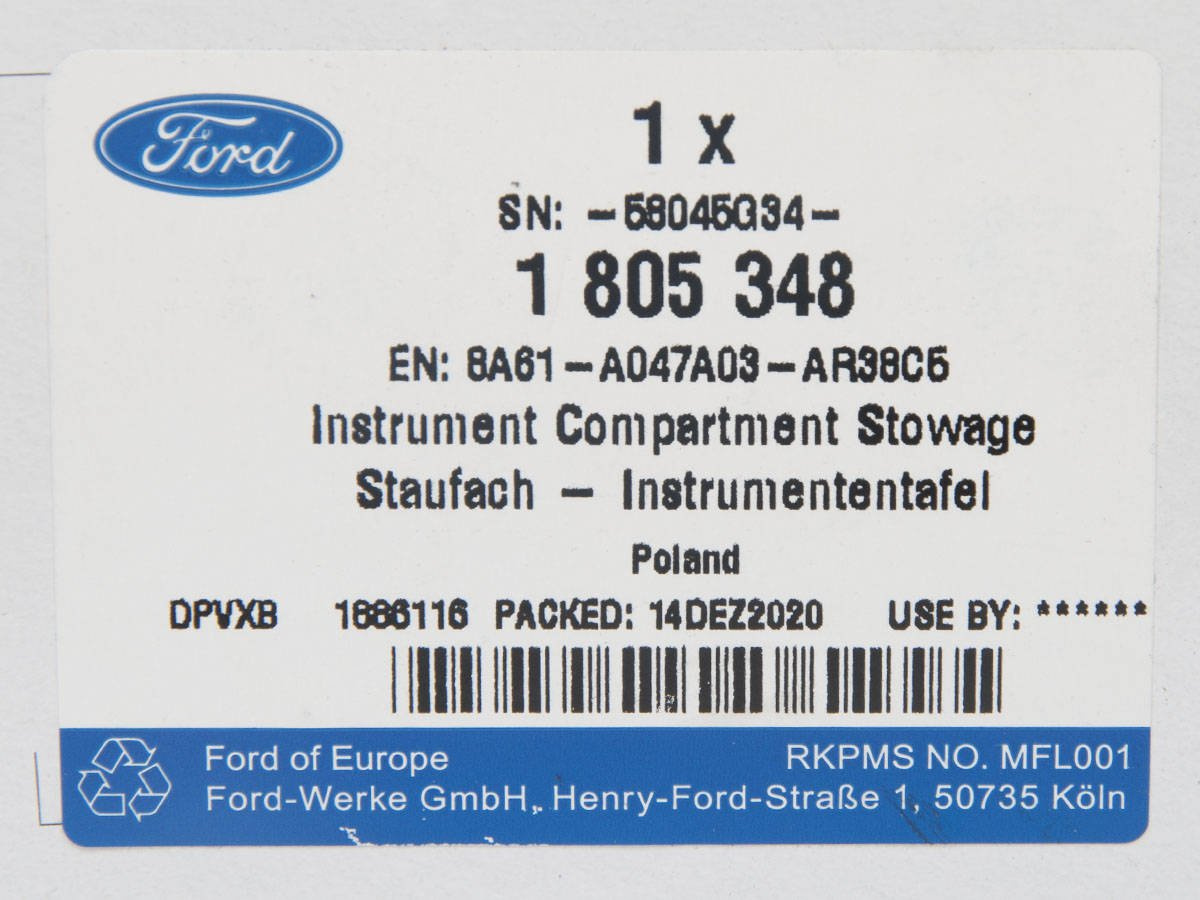 Ford
1 x
SN: -58045G34-
1 805 348
EN: 8A61-A047A03-AR38C5
Instrument Compartment Stowage
Staufach - Instrumententafel
Poland
DPVXB 1886116 PACKED: 14DEZ2020 USE BY: ******
Ford of Europe RKPMS NO. MFL001
Ford-Werke GmbH, Henry-Ford-Straße 1, 50735 Köln